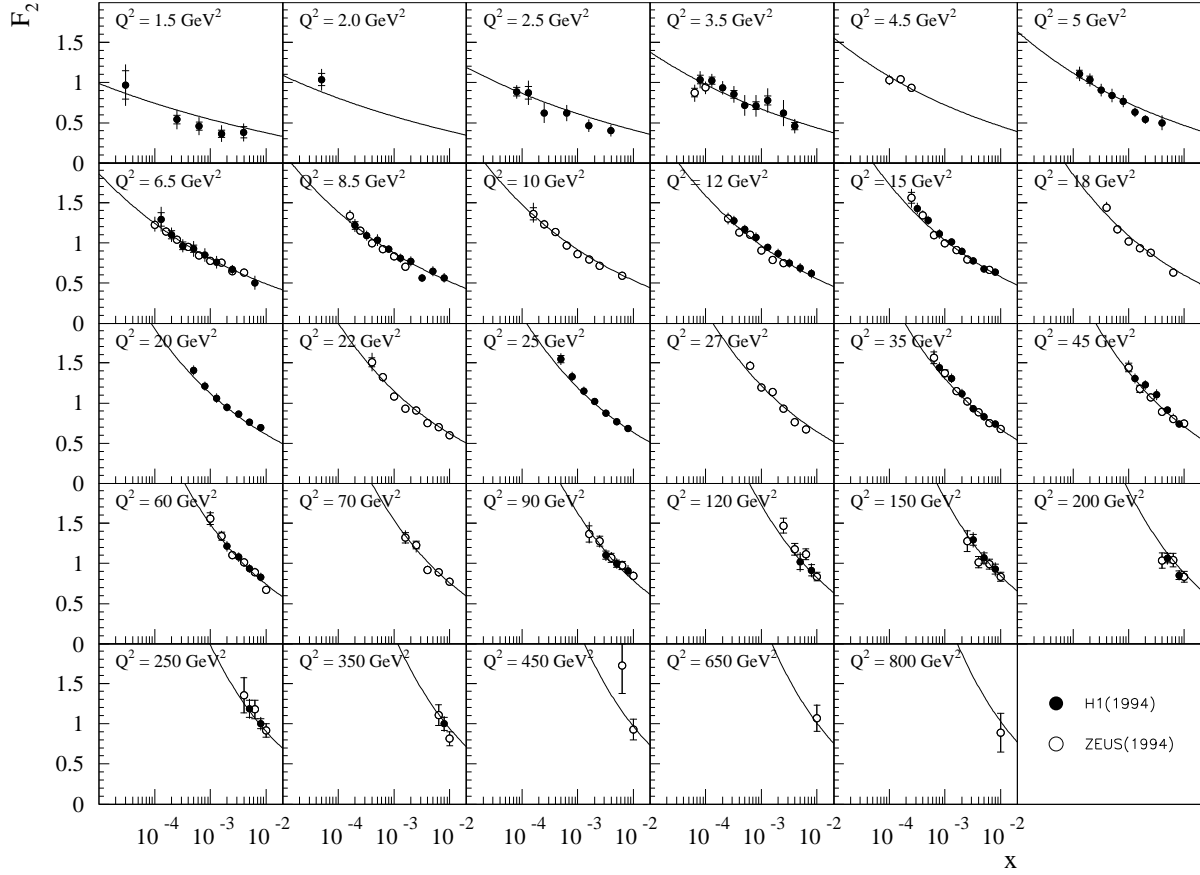 F₂
Q² = 1.5 GeV² Q² = 2.0 GeV² Q² = 2.5 GeV² Q² = 3.5 GeV² Q² = 4.5 GeV² Q² = 5 GeV²
1.5
1
0.5
0
Q² = 6.5 GeV² Q² = 8.5 GeV² Q² = 10 GeV² Q² = 12 GeV² Q² = 15 GeV² Q² = 18 GeV²
1.5
1
0.5
0
Q² = 20 GeV² Q² = 22 GeV² Q² = 25 GeV² Q² = 27 GeV² Q² = 35 GeV² Q² = 45 GeV²
1.5
1
0.5
0
Q² = 60 GeV² Q² = 70 GeV² Q² = 90 GeV² Q² = 120 GeV² Q² = 150 GeV² Q² = 200 GeV²
1.5
1
0.5
0
Q² = 250 GeV² Q² = 350 GeV² Q² = 450 GeV² Q² = 650 GeV² Q² = 800 GeV²
1.5
1
0.5
0
H1(1994)
ZEUS(1994)
10⁻⁴ 10⁻³ 10⁻² 10⁻⁴ 10⁻³ 10⁻² 10⁻⁴ 10⁻³ 10⁻² 10⁻⁴ 10⁻³ 10⁻² 10⁻⁴ 10⁻³ 10⁻² 10⁻⁴ 10⁻³ 10⁻²
x